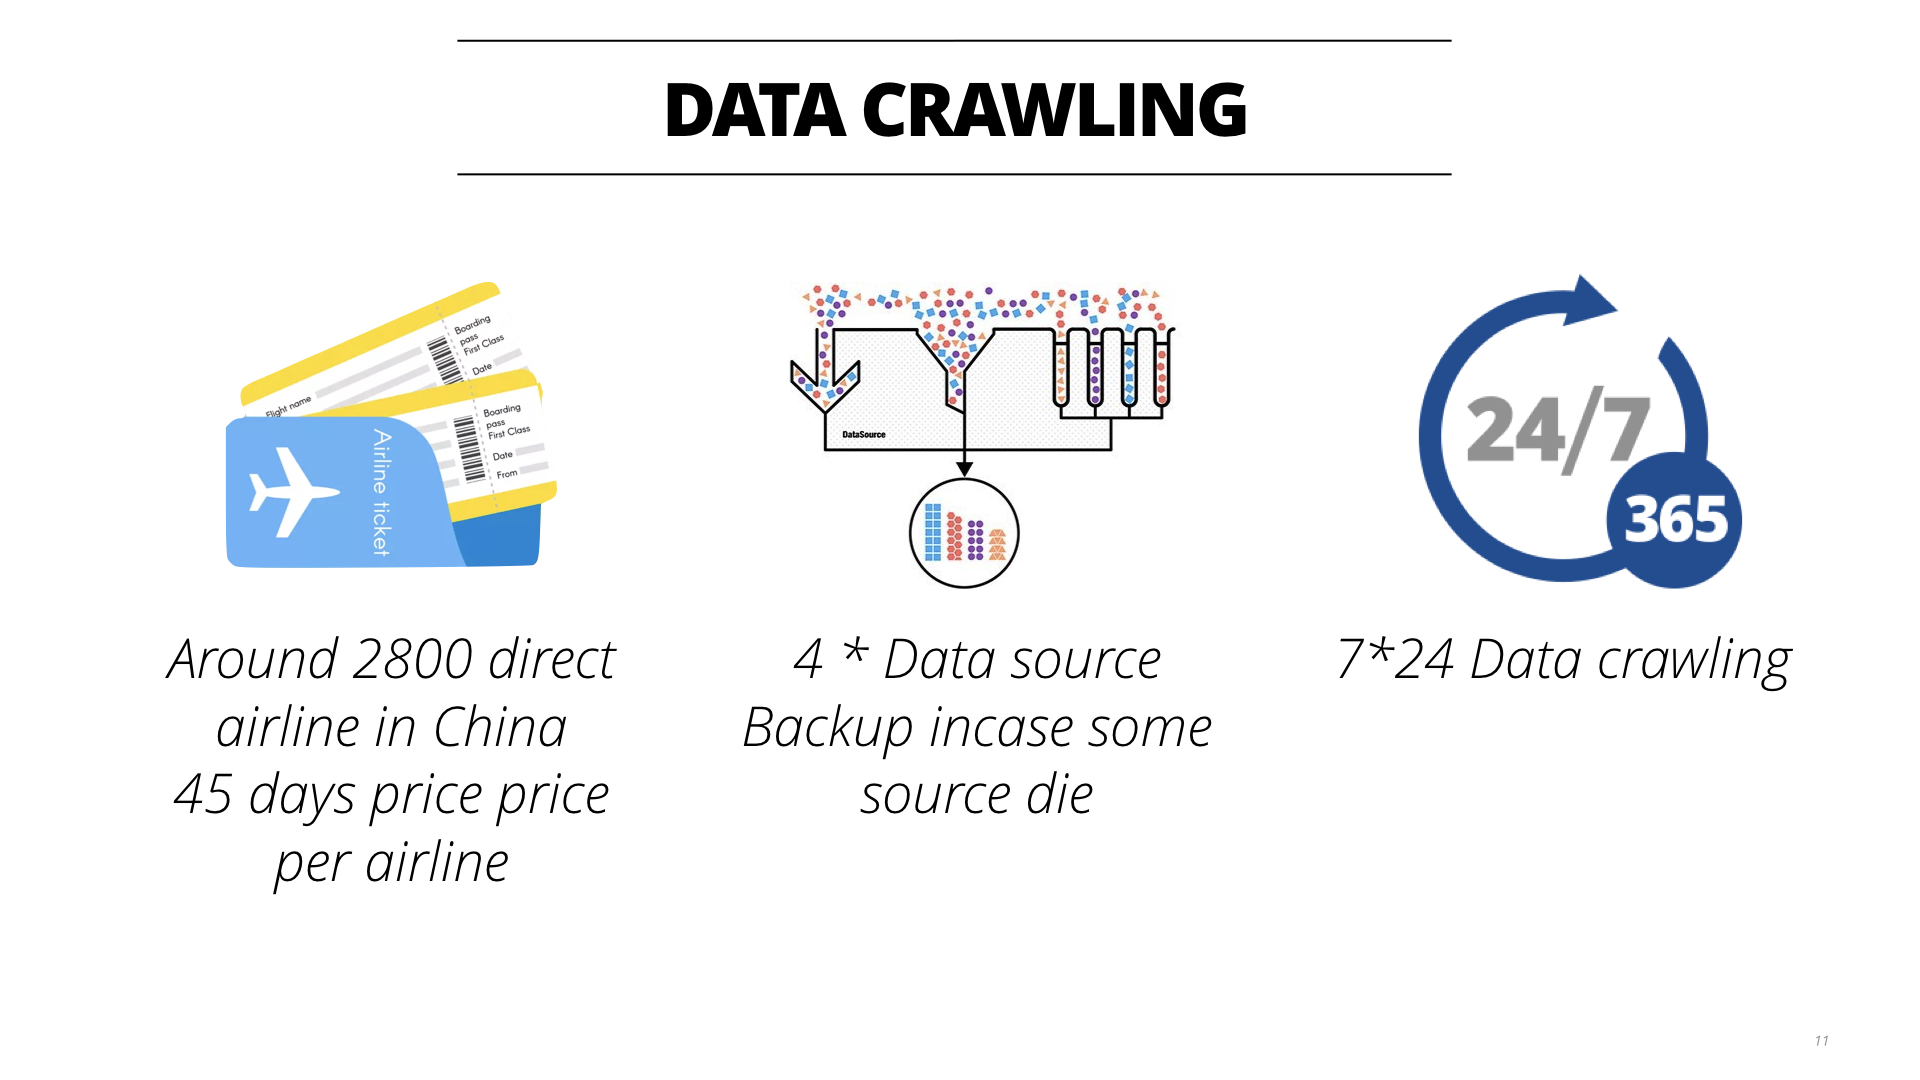 DATA CRAWLING
Boarding
pass
First Class
Date
Flight name
Boarding
pass
First Class
Date
From
Airline ticket
DataSource
24/7
365
Around 2800 direct
airline in China
45 days price price
per airline
4 * Data source
Backup incase some
source die
7*24 Data crawling
11